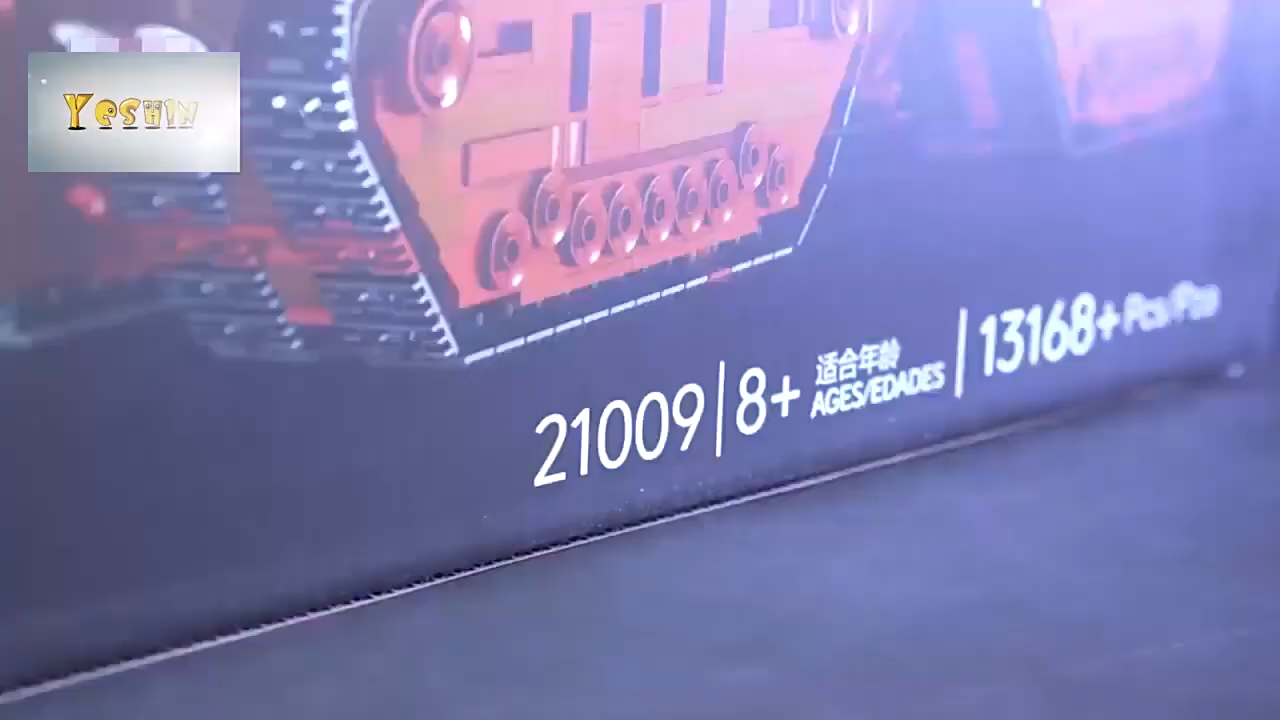 YESHIN
21009 | 8+ 适合年龄
AGES/EDADES | 13168+ Pcs/Pzs